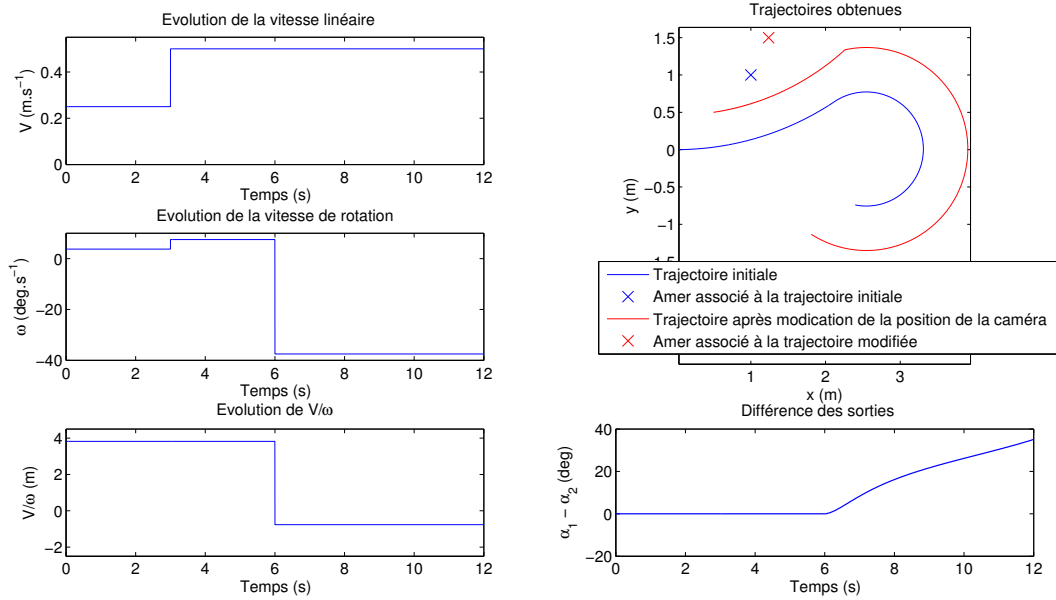 Evolution de la vitesse linéaire
V (m.s⁻¹)
0.4
0.2
0
0 2 4 6 8 10 12
Temps (s)
Evolution de la vitesse de rotation
ω (deg.s⁻¹)
0
−20
−40
0 2 4 6 8 10 12
Temps (s)
Evolution de V/ω
V/ω (m)
4
2
0
−2
0 2 4 6 8 10 12
Temps (s)
Trajectoires obtenues
y (m)
1.5
1
0.5
0
−0.5
−1
Trajectoire initiale
Amer associé à la trajectoire initiale
Trajectoire après modication de la position de la caméra
Amer associé à la trajectoire modifiée
1 2 3
x (m)
Différence des sorties
α₁ − α₂ (deg)
40
20
0
−20
0 2 4 6 8 10 12
Temps (s)